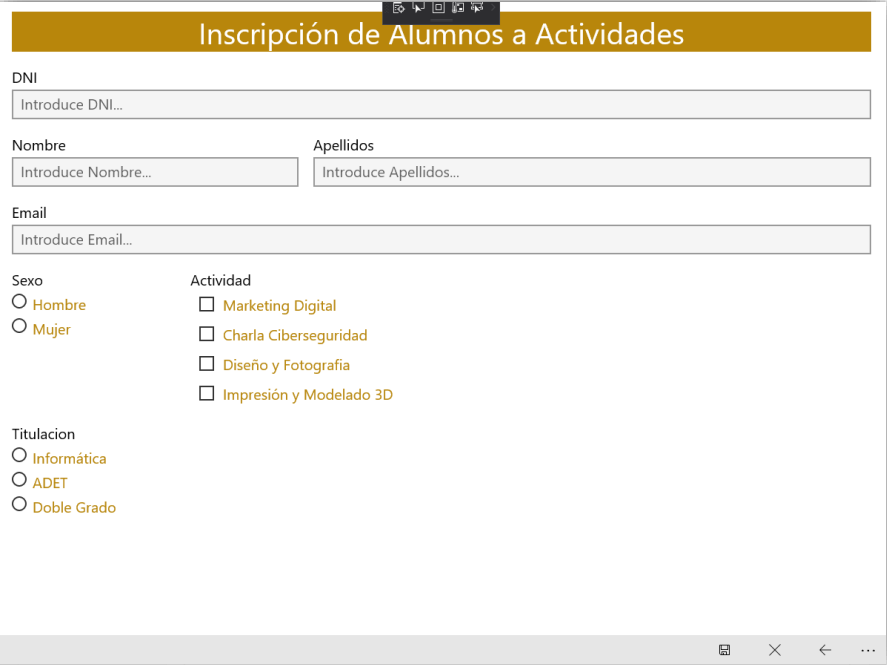 Inscripción de Alumnos a Actividades
DNI
Introduce DNI...
Nombre Apellidos
Introduce Nombre... Introduce Apellidos...
Email
Introduce Email...
Sexo Actividad
Hombre Marketing Digital
Mujer Charla Ciberseguridad
Diseño y Fotografia
Impresión y Modelado 3D
Titulacion
Informática
ADET
Doble Grado